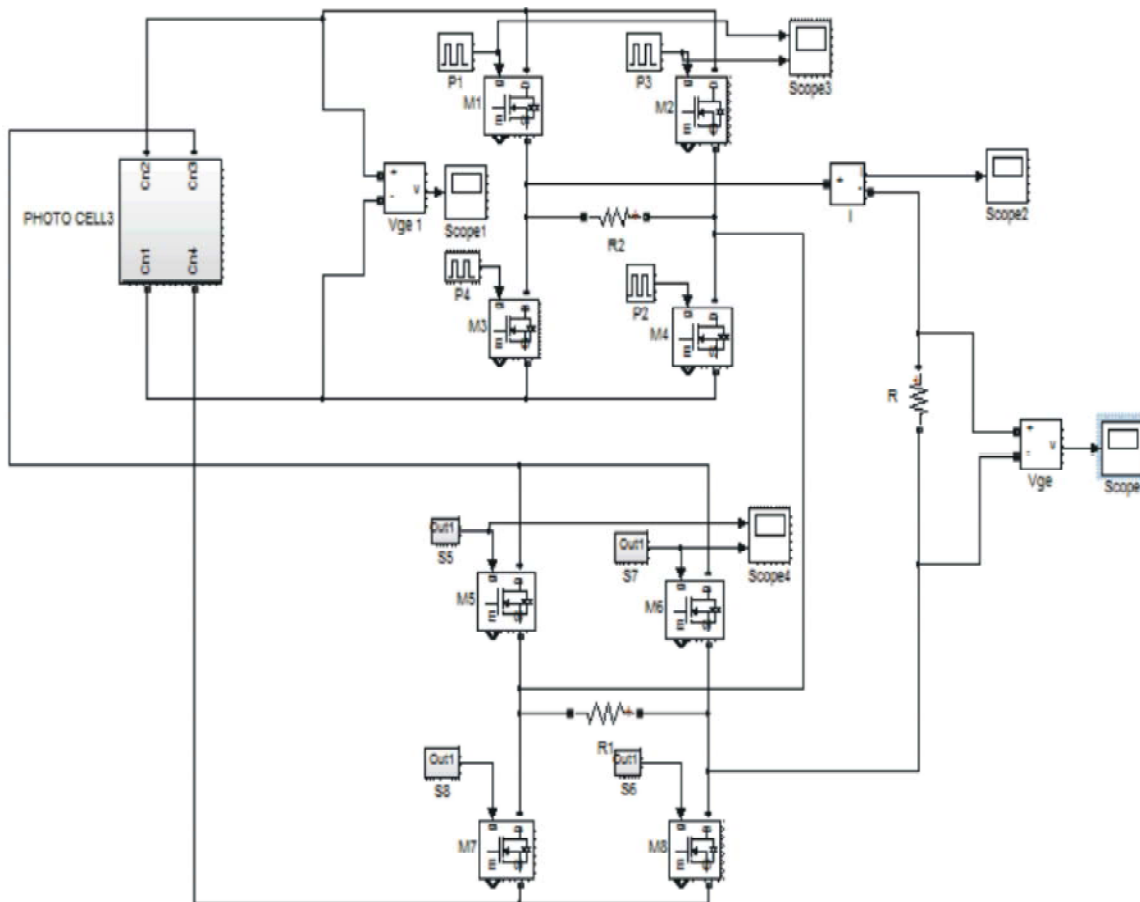 P1
P3
M1
M2
Scope3
Cn2
Cn3
PHOTO CELL3
Cn1
Cn4
+
-
v
Vge 1
Scope1
R2
+
I
Scope2
P4
P2
M3
M4
R
+
-
v
Vge
Scope
Out1
S5
Out1
S7
Scope4
M5
M6
R1
Out1
S8
Out1
S6
M7
M8